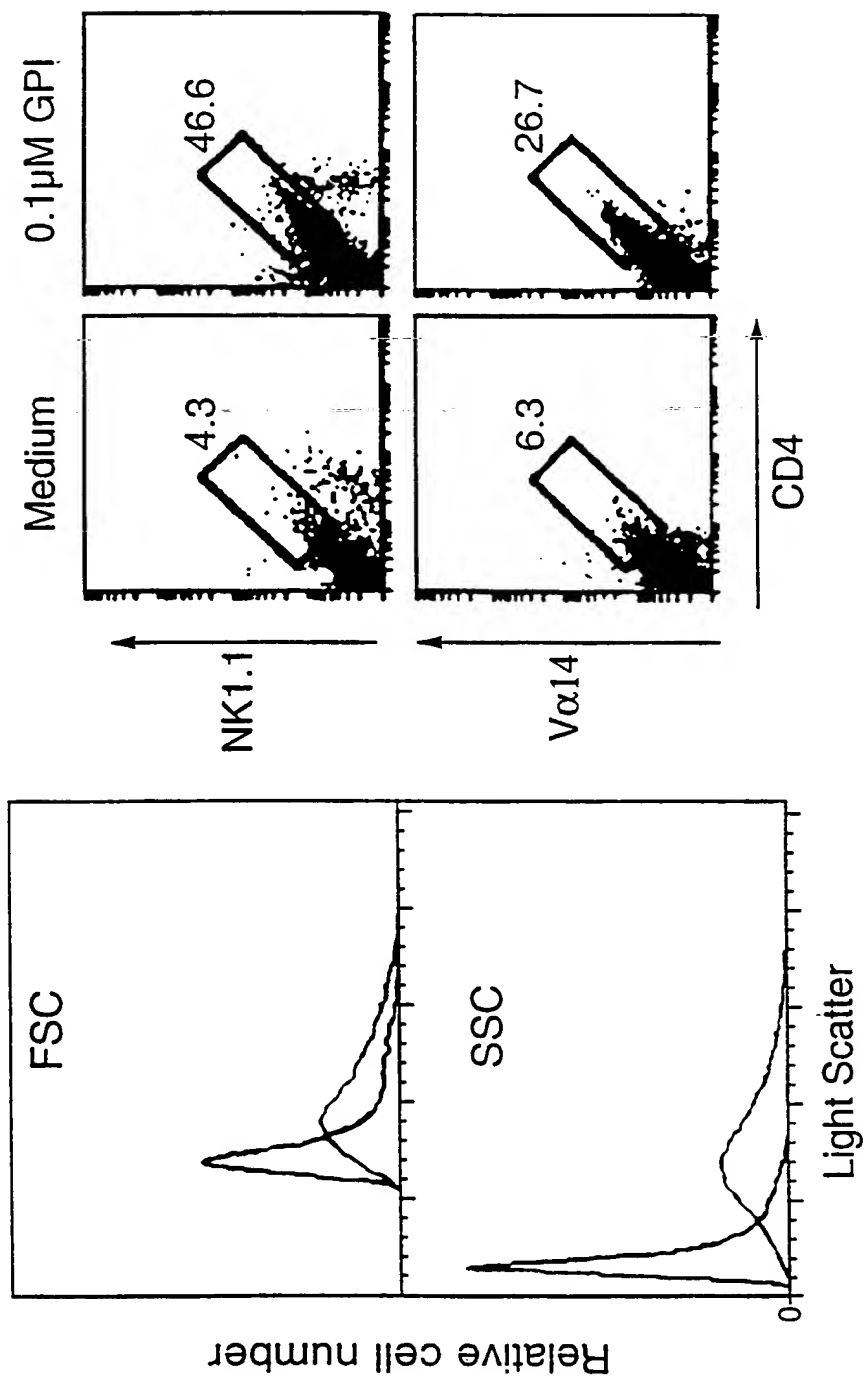 FSC
SSC
0
Light Scatter
Relative cell number
Medium
0.1μM GPI
4.3
46.6
NK1.1
6.3
26.7
Vα14
CD4